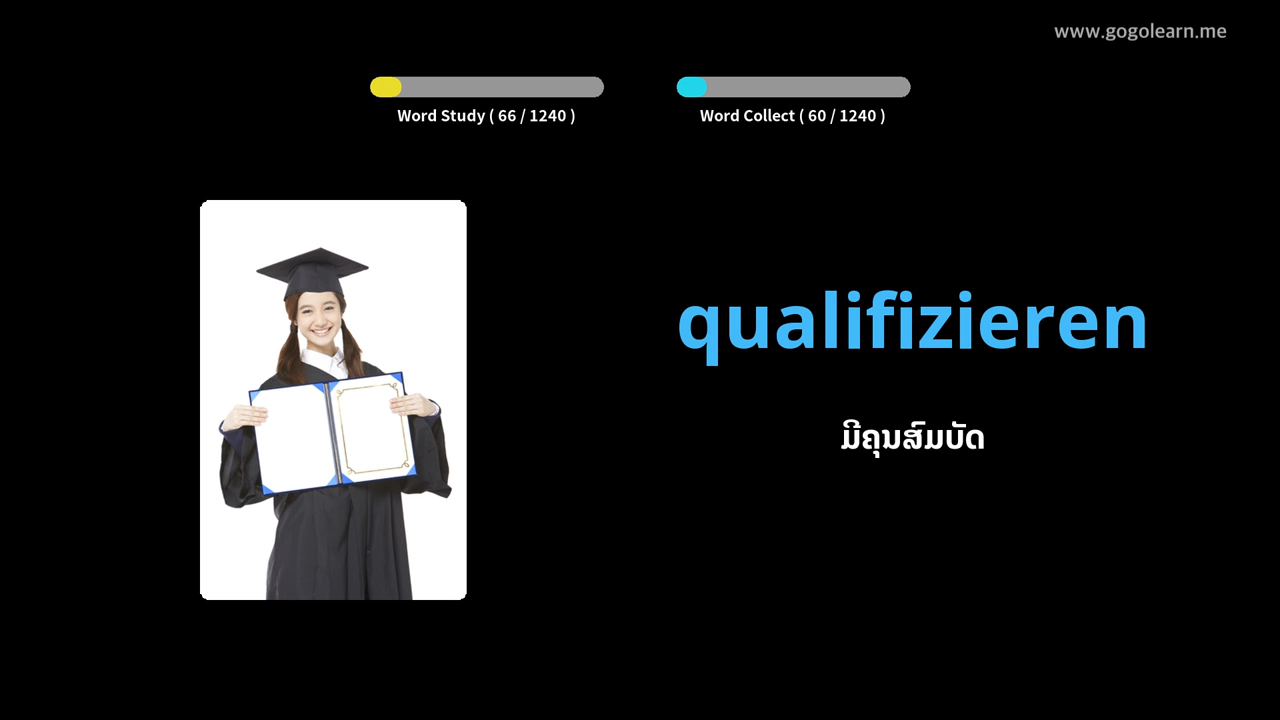 www.gogolearn.me
Word Study ( 66 / 1240 )
Word Collect ( 60 / 1240 )
qualifizieren
ມີຄຸນສົມບັດ